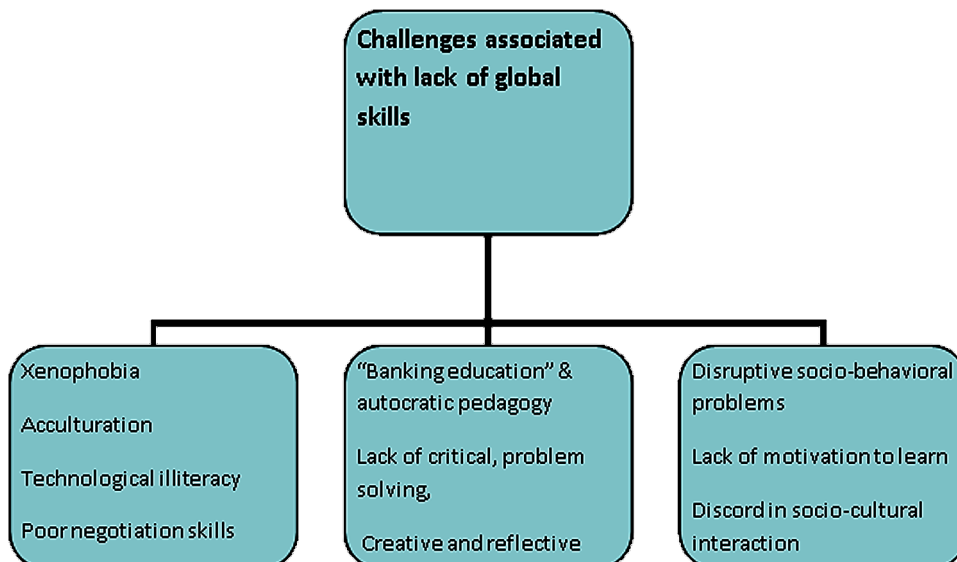 Challenges associated
with lack of global
skills
Xenophobia
Acculturation
Technological illiteracy
Poor negotiation skills
“Banking education” &
autocratic pedagogy
Lack of critical, problem
solving,
Creative and reflective
Disruptive socio-behavioral
problems
Lack of motivation to learn
Discord in socio-cultural
interaction